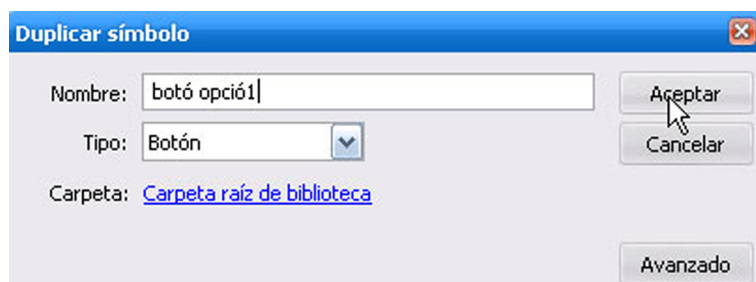 Duplicar símbolo
Nombre: botó opció1 Aceptar
Tipo: Botón Cancelar
Carpeta: Carpeta raíz de biblioteca
Avanzado